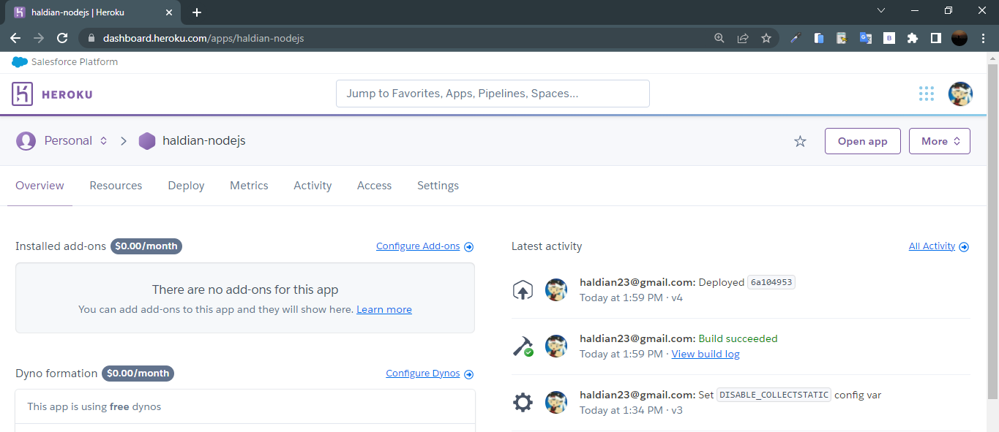 haldian-nodejs | Heroku
dashboard.heroku.com/apps/haldian-nodejs
Salesforce Platform
HEROKU
Jump to Favorites, Apps, Pipelines, Spaces...
Personal
haldian-nodejs
Open app
More
Overview
Resources
Deploy
Metrics
Activity
Access
Settings
Installed add-ons $0.00/month
Configure Add-ons
There are no add-ons for this app
You can add add-ons to this app and they will show here. Learn more
Dyno formation $0.00/month
Configure Dynos
This app is using free dynos
Latest activity
All Activity
haldian23@gmail.com: Deployed 6a104953
Today at 1:59 PM · v4
haldian23@gmail.com: Build succeeded
Today at 1:59 PM · View build log
haldian23@gmail.com: Set DISABLE_COLLECTSTATIC config var
Today at 1:34 PM · v3